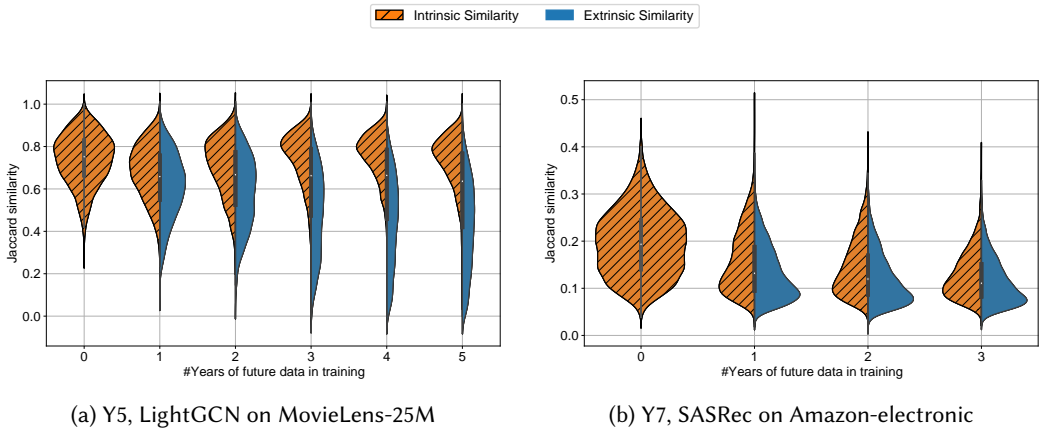 Intrinsic Similarity Extrinsic Similarity
Jaccard similarity
1.0
0.8
0.6
0.4
0.2
0.0
0 1 2 3 4 5
#Years of future data in training
(a) Y5, LightGCN on MovieLens-25M
Jaccard similarity
0.5
0.4
0.3
0.2
0.1
0.0
0 1 2 3
#Years of future data in training
(b) Y7, SASRec on Amazon-electronic